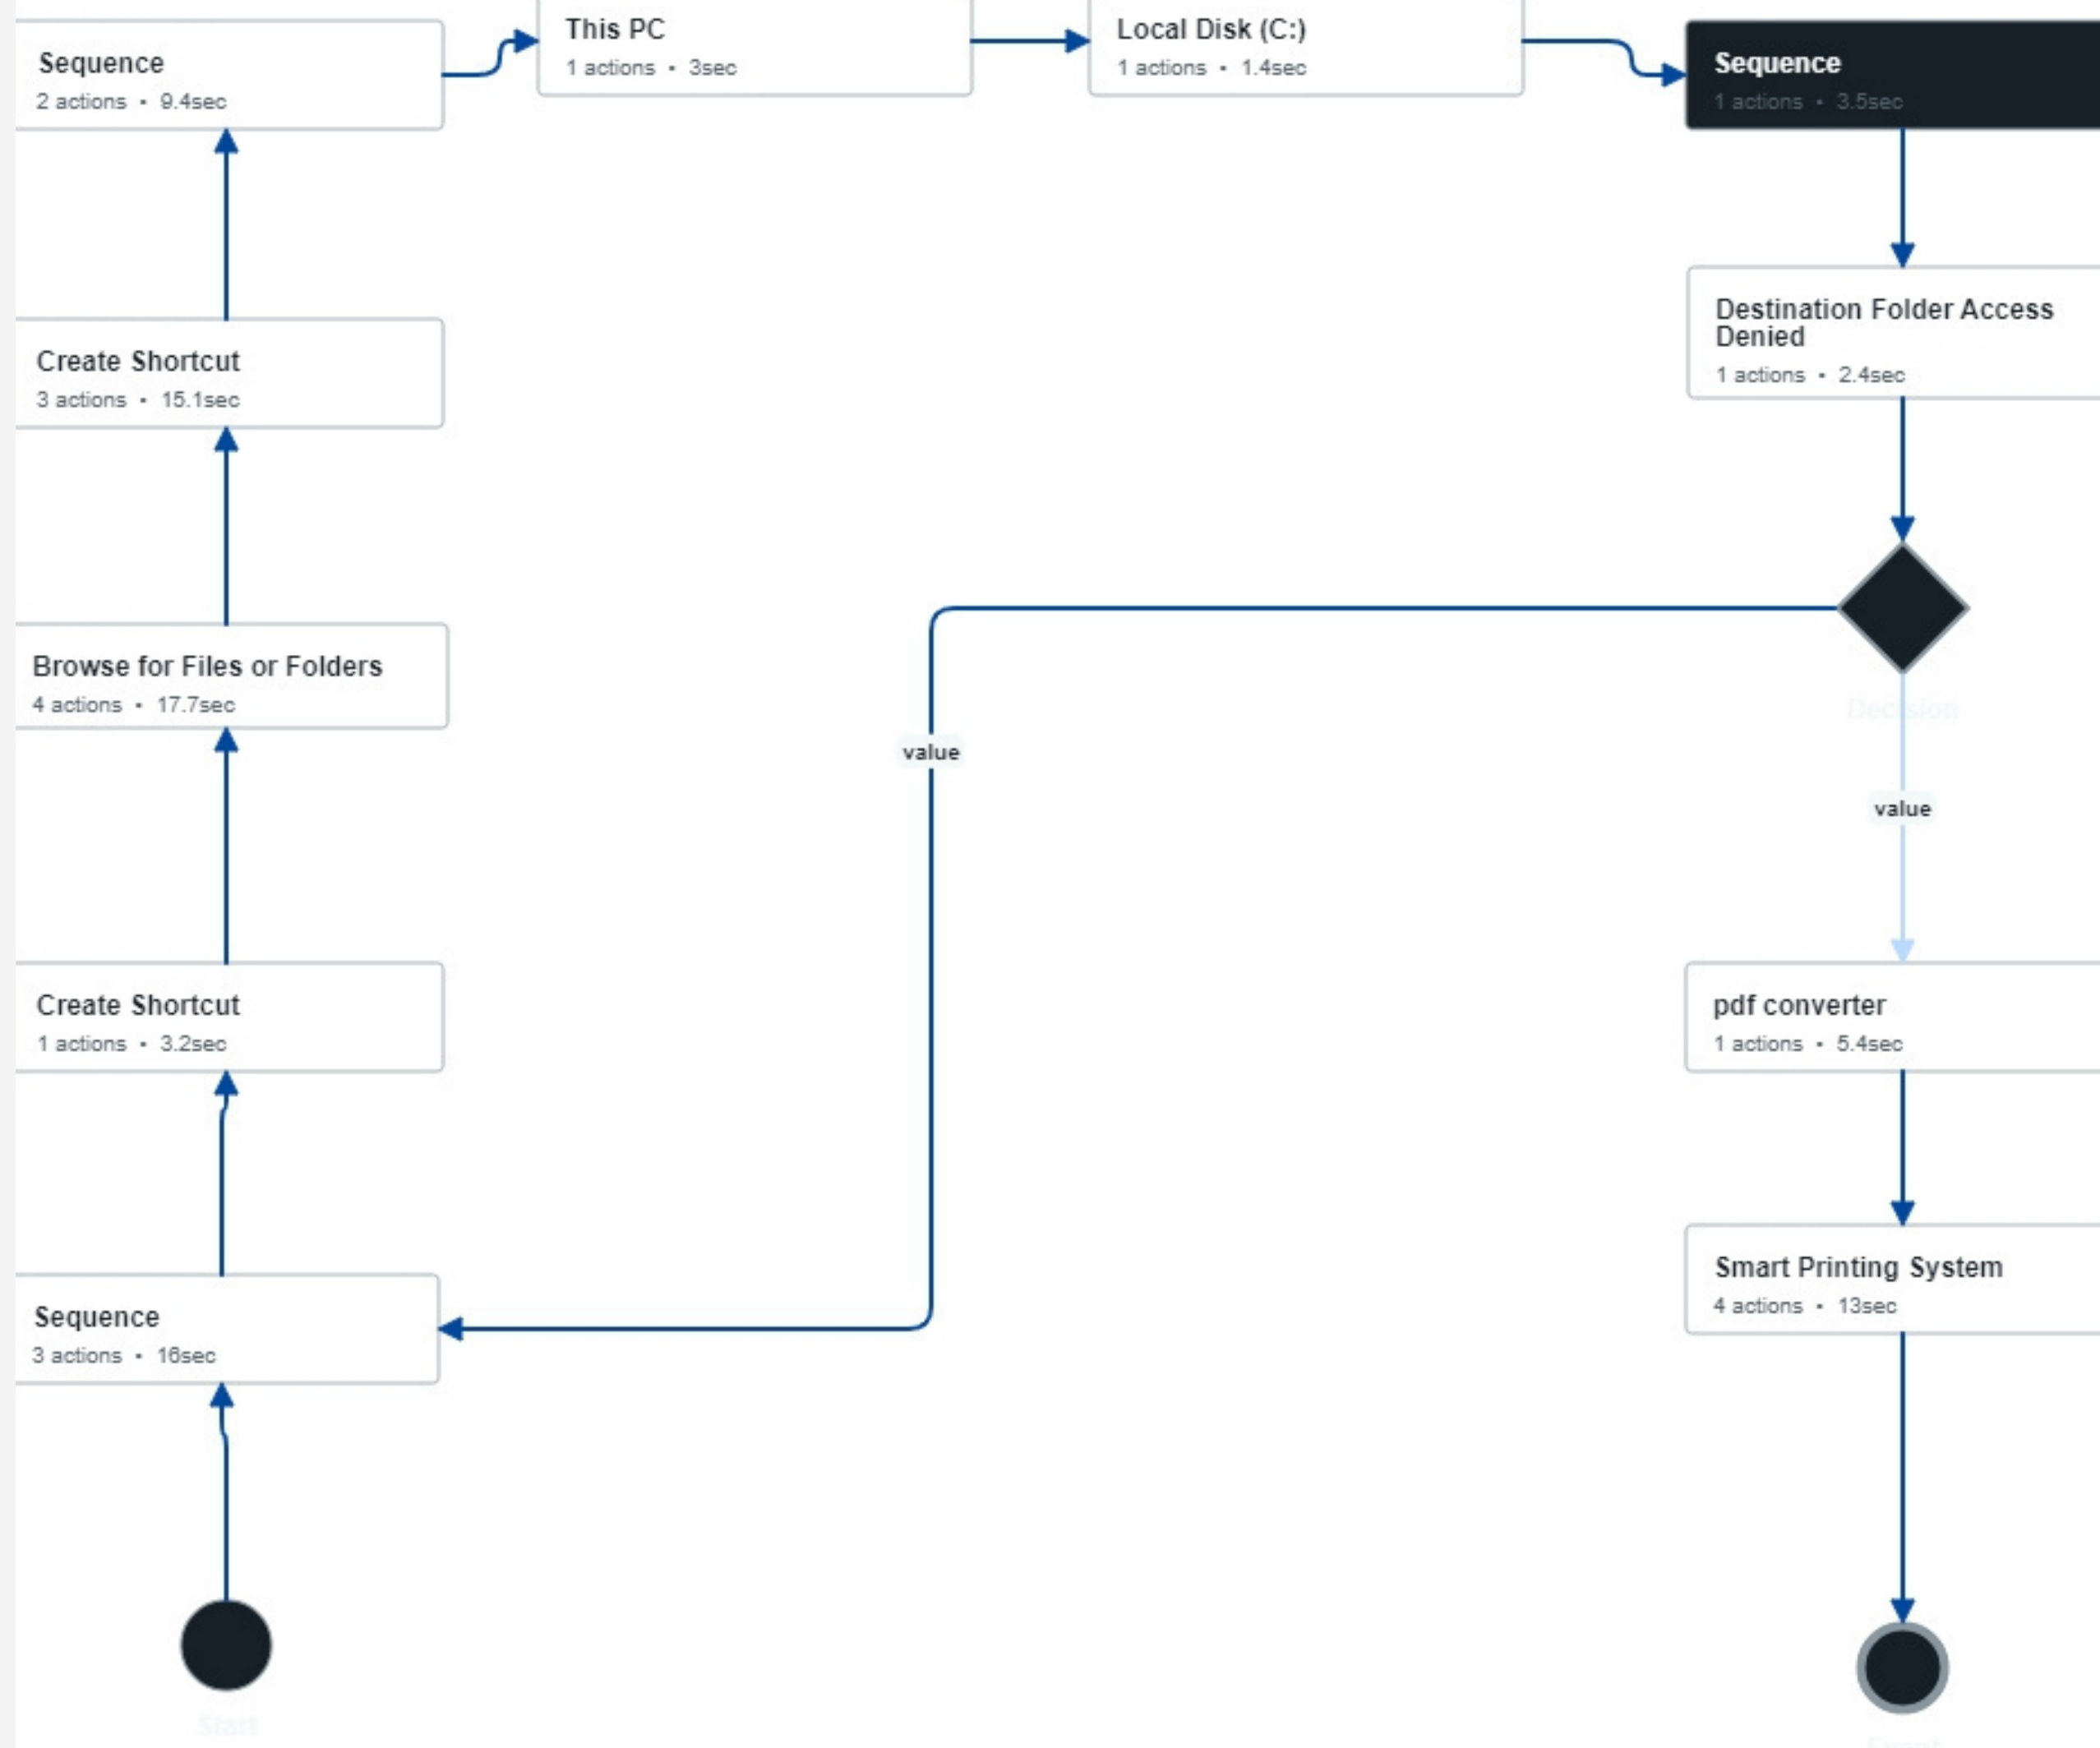 This PC
1 actions • 3sec
Local Disk (C:)
1 actions • 1.4sec
Sequence
2 actions • 9.4sec
Sequence
1 actions • 3.5sec
Create Shortcut
3 actions • 15.1sec
Destination Folder Access
Denied
1 actions • 2.4sec
Browse for Files or Folders
4 actions • 17.7sec
Decision
value
value
Create Shortcut
1 actions • 3.2sec
pdf converter
1 actions • 5.4sec
Sequence
3 actions • 16sec
Smart Printing System
4 actions • 13sec
Start